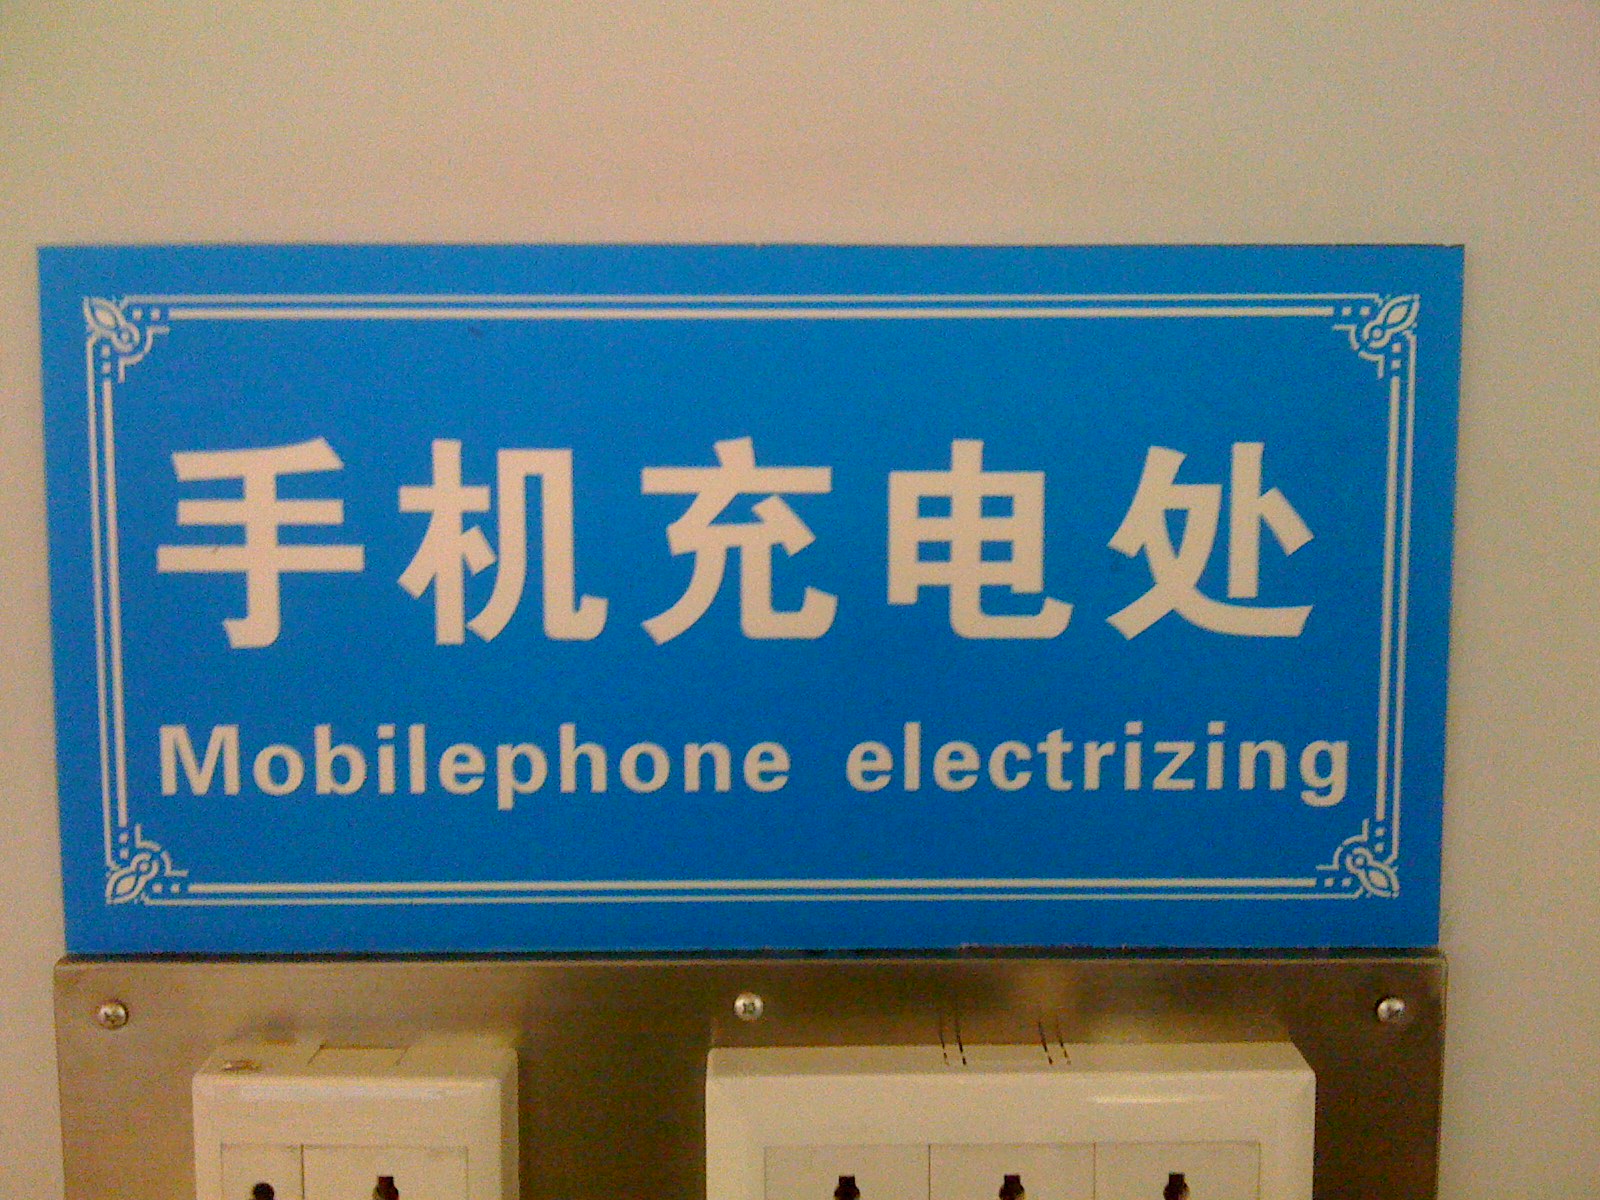 手机充电处
Mobilephone electrizing